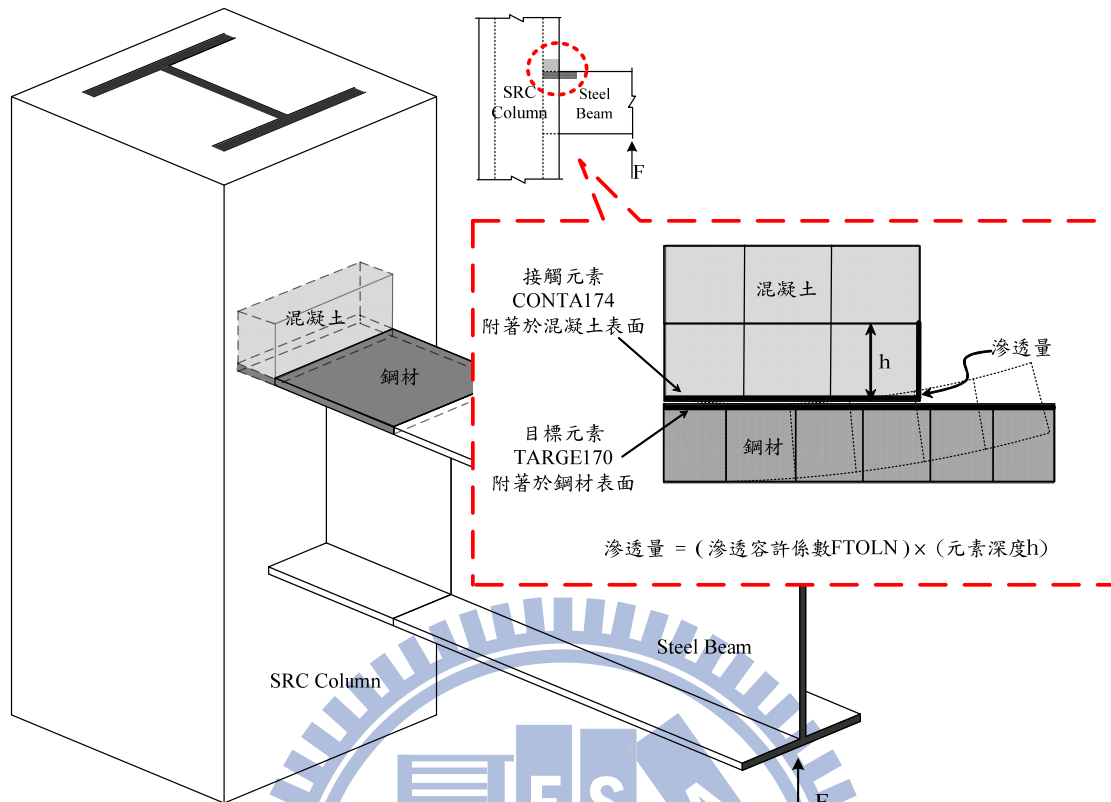 SRC
Column
Steel
Beam
F
接觸元素
CONTA174
附著於混凝土表面
混凝土
h
滲透量
目標元素
TARGE170
附著於鋼材表面
鋼材
滲透量 = (滲透容許係數FTOLN) × (元素深度h)
混凝土
鋼材
Steel Beam
SRC Column
F
ES